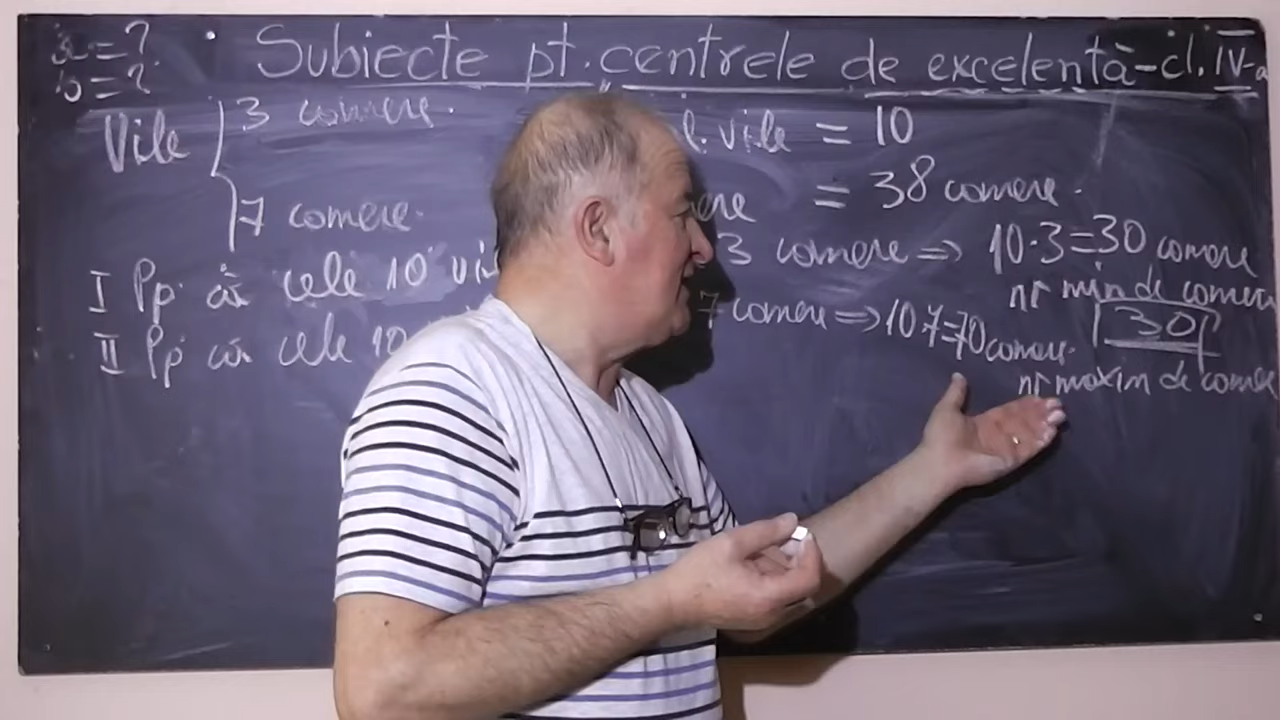 a=?
b=?
Subiecte pt. centrele de excelență - cl. IV-a
Vile
3 camere.
7 camere.
vile = 10
= 38 camere.
I Pp. că cele 10
3 camere ⇒ 10·3=30 camere
nr min de camere
30
II Pp că cele 10
7 camere ⇒ 10·7=70 camere.
nr maxim de camere